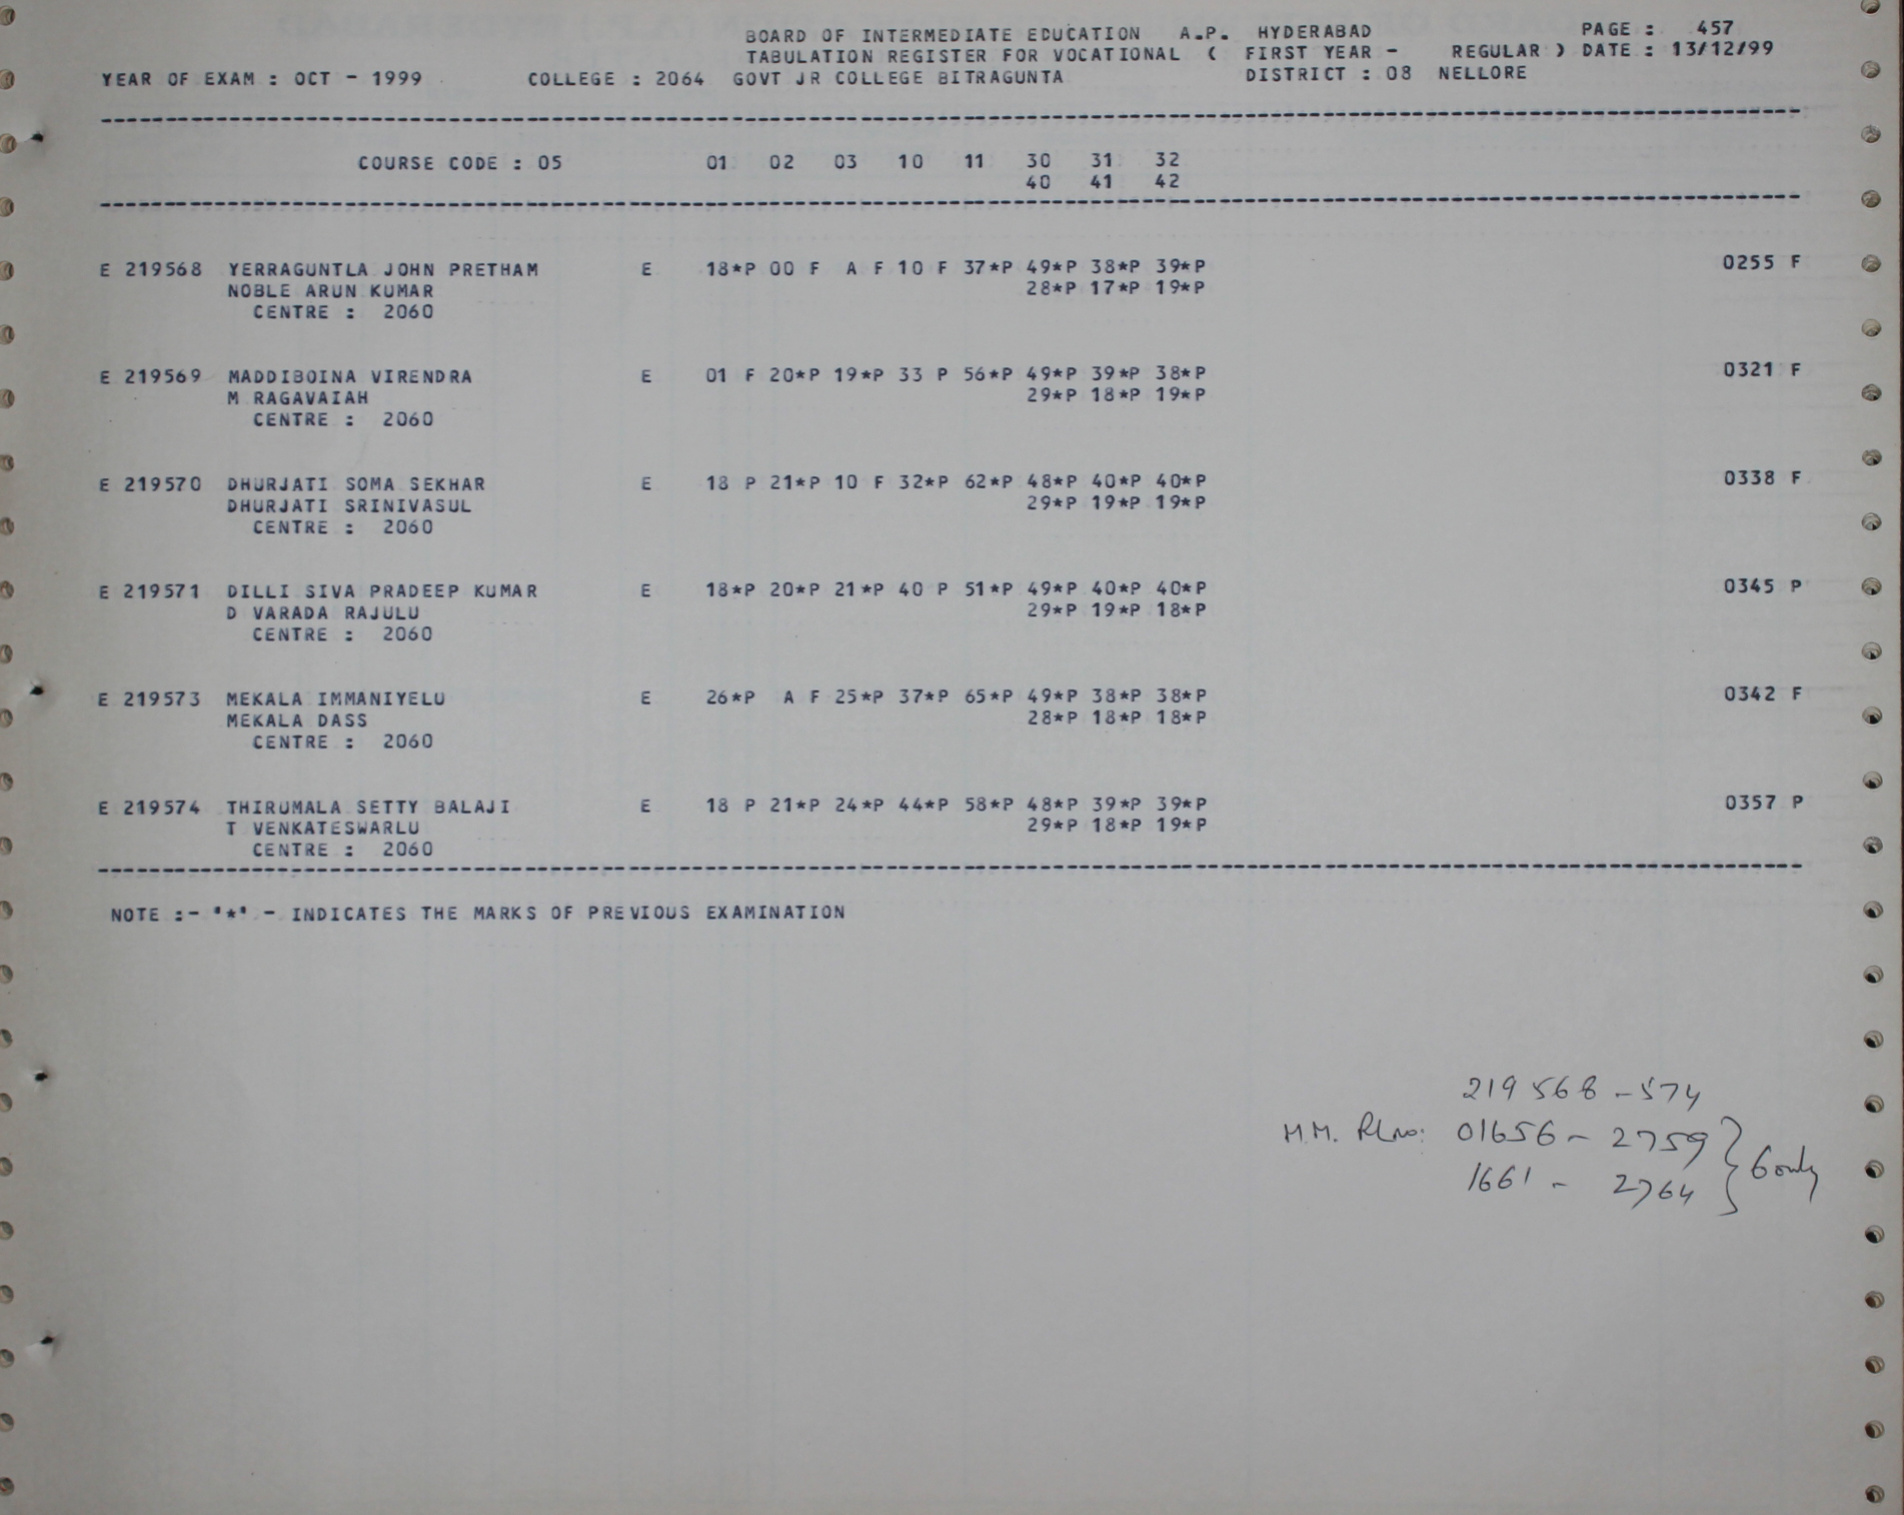 BOARD OF INTERMEDIATE EDUCATION A.P. HYDERABAD PAGE : 457
TABULATION REGISTER FOR VOCATIONAL ( FIRST YEAR - REGULAR ) DATE : 13/12/99
YEAR OF EXAM : OCT - 1999 COLLEGE : 2064 GOVT JR COLLEGE BITRAGUNTA DISTRICT : 08 NELLORE
COURSE CODE : 05 01 02 03 10 11 30 31 32
40 41 42
E 219568 YERRAGUNTLA JOHN PRETHAM E 18*P 00 F A F 10 F 37*P 49*P 38*P 39*P 0255 F
NOBLE ARUN KUMAR 28*P 17*P 19*P
CENTRE : 2060
E 219569 MADDIBOINA VIRENDRA E 01 F 20*P 19*P 33 P 56*P 49*P 39*P 38*P 0321 F
M RAGAVAIAH 29*P 18*P 19*P
CENTRE : 2060
E 219570 DHURJATI SOMA SEKHAR E 18 P 21*P 10 F 32*P 62*P 48*P 40*P 40*P 0338 F
DHURJATI SRINIVASUL 29*P 19*P 19*P
CENTRE : 2060
E 219571 DILLI SIVA PRADEEP KUMAR E 18*P 20*P 21*P 40 P 51*P 49*P 40*P 40*P 0345 P
D VARADA RAJULU 29*P 19*P 18*P
CENTRE : 2060
E 219573 MEKALA IMMANIYELU E 26*P A F 25*P 37*P 65*P 49*P 38*P 38*P 0342 F
MEKALA DASS 28*P 18*P 18*P
CENTRE : 2060
E 219574 THIRUMALA SETTY BALAJI E 18 P 21*P 24*P 44*P 58*P 48*P 39*P 39*P 0357 P
T VENKATESWARLU 29*P 18*P 19*P
CENTRE : 2060
NOTE :- '*' - INDICATES THE MARKS OF PREVIOUS EXAMINATION
219568 - 574
M.M. Rl no: 01656 - 2759
1661 - 2764 } 6 only